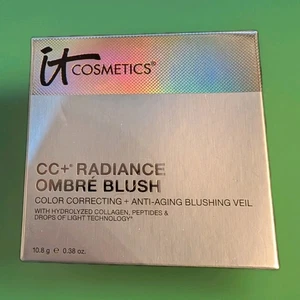 it COSMETICS®
CC+® RADIANCE
OMBRÉ BLUSH
COLOR CORRECTING + ANTI-AGING BLUSHING VEIL
WITH HYDROLYZED COLLAGEN, PEPTIDES &
DROPS OF LIGHT TECHNOLOGY®
10.8 g ℮ 0.38 oz.